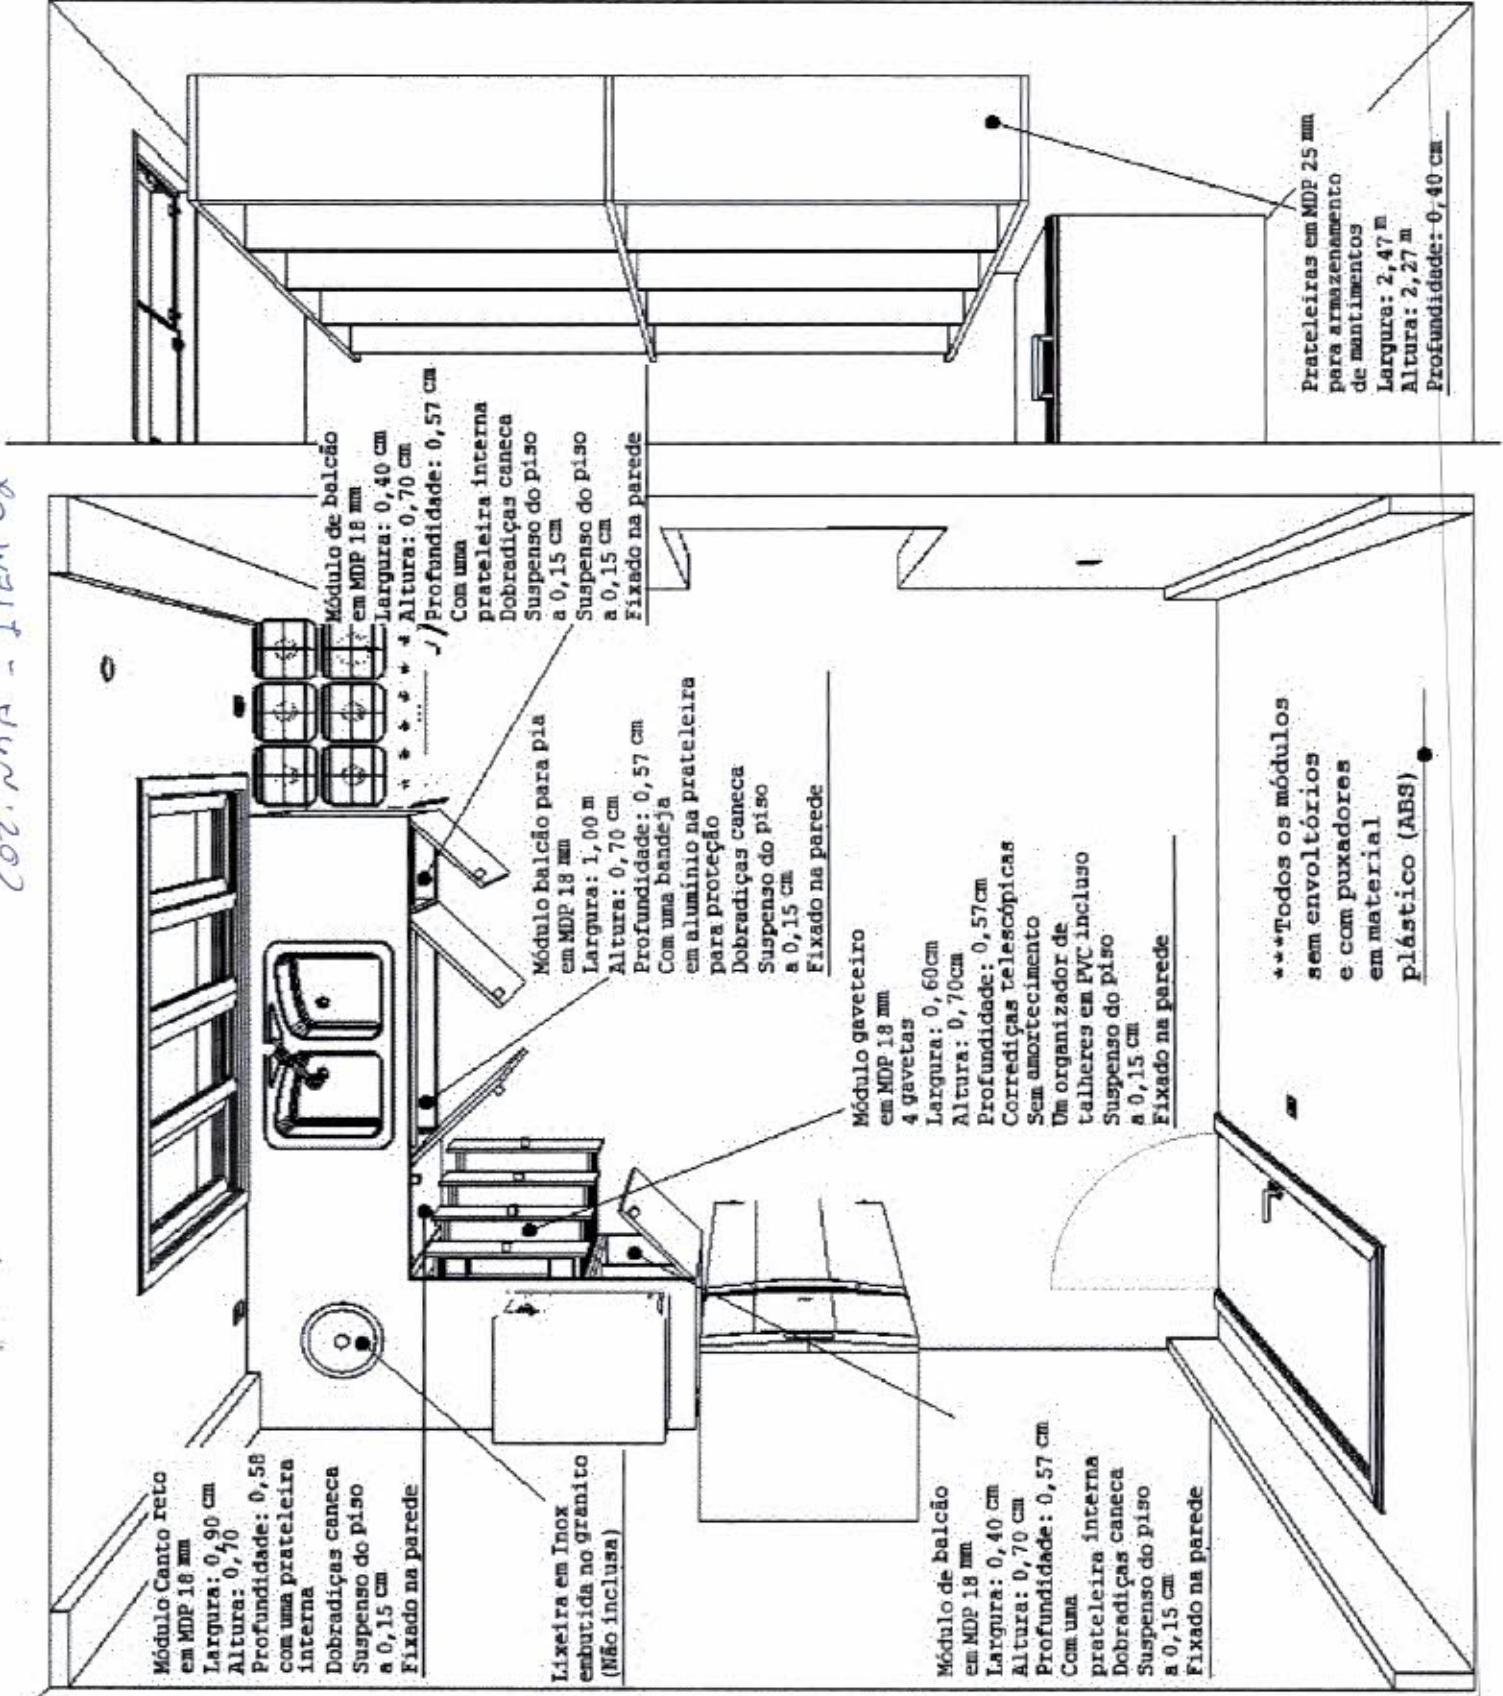 COZINHA - ITEM 02
Módulo Canto reto
em MDP 18 mm
Largura: 0,90 cm
Altura: 0,70
Profundidade: 0,58
com uma prateleira
interna
Dobradiças caneca
Suspenso do piso
a 0,15 cm
Fixado na parede
Lixeira em Inox
embutida no granito
(Não inclusa)
Módulo de balcão
em MDP 18 mm
Largura: 0,40 cm
Altura: 0,70 cm
Profundidade: 0,57 cm
Com uma
prateleira interna
Dobradiças caneca
Suspenso do piso
a 0,15 cm
Fixado na parede
Módulo gaveteiro
em MDP 18 mm
4 gavetas
Largura: 0,60cm
Altura: 0,70cm
Profundidade: 0,57cm
Corrediças telescópicas
Sem amortecimento
Um organizador de
talheres em PVC incluso
Suspenso do piso
a 0,15 cm
Fixado na parede
Módulo balcão para pia
em MDP 18 mm
Largura: 1,00 m
Altura: 0,70 cm
Profundidade: 0,57 cm
Com uma bandeja
em alumínio na prateleira
para proteção
Dobradiças caneca
Suspenso do piso
a 0,15 cm
Fixado na parede
Módulo de balcão
em MDP 18 mm
Largura: 0,40 cm
Altura: 0,70 cm
Profundidade: 0,57 cm
Com uma
prateleira interna
Dobradiças caneca
Suspenso do piso
a 0,15 cm
Suspenso do piso
a 0,15 cm
Fixado na parede
***Todos os módulos
sem envoltórios
e com puxadores
em material
plástico (ABS)
Prateleiras em MDP 25 mm
para armazenamento
de mantimentos
Largura: 2,47 m
Altura: 2,27 m
Profundidade: 0,40 cm